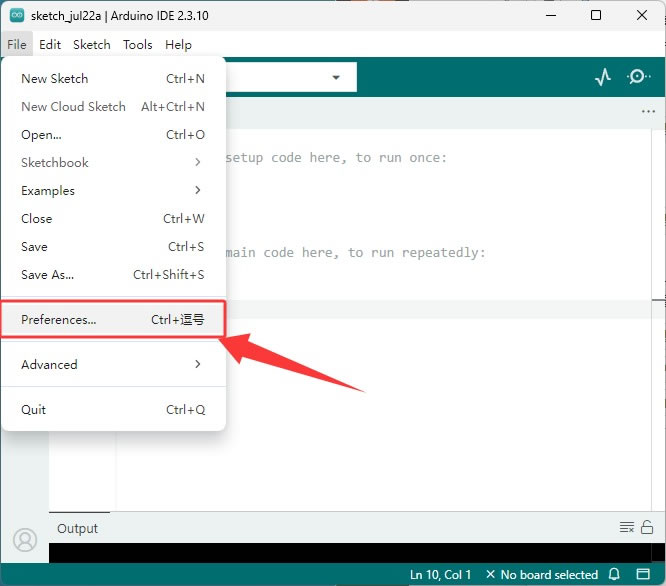 sketch_jul22a | Arduino IDE 2.3.10
File Edit Sketch Tools Help
New Sketch Ctrl+N
New Cloud Sketch Alt+Ctrl+N
Open... Ctrl+O
Sketchbook
setup code here, to run once:
Examples
Close Ctrl+W
Save Ctrl+S
main code here, to run repeatedly:
Save As... Ctrl+Shift+S
Preferences... Ctrl+逗号
Advanced
Quit Ctrl+Q
Output
Ln 10, Col 1 No board selected